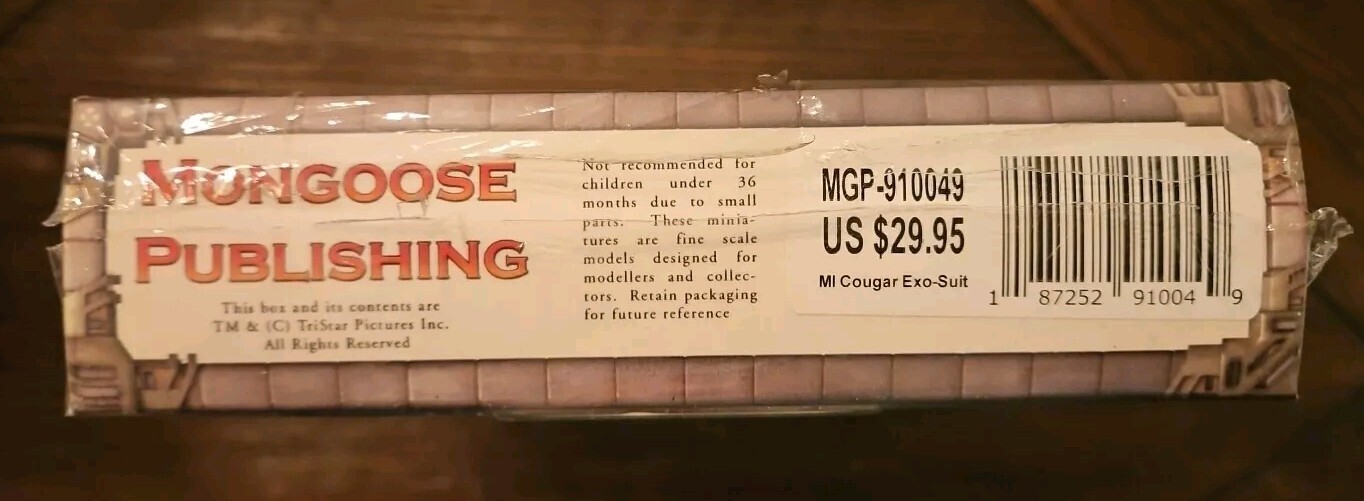 MONGOOSE
PUBLISHING
This box and its contents are
TM & (C) TriStar Pictures Inc.
All Rights Reserved
Not recommended for
children under 36
months due to small
parts. These minia-
tures are fine scale
models designed for
modellers and collec-
tors. Retain packaging
for future reference
MGP-910049
US $29.95
MI Cougar Exo-Suit
1 87252 91004 9